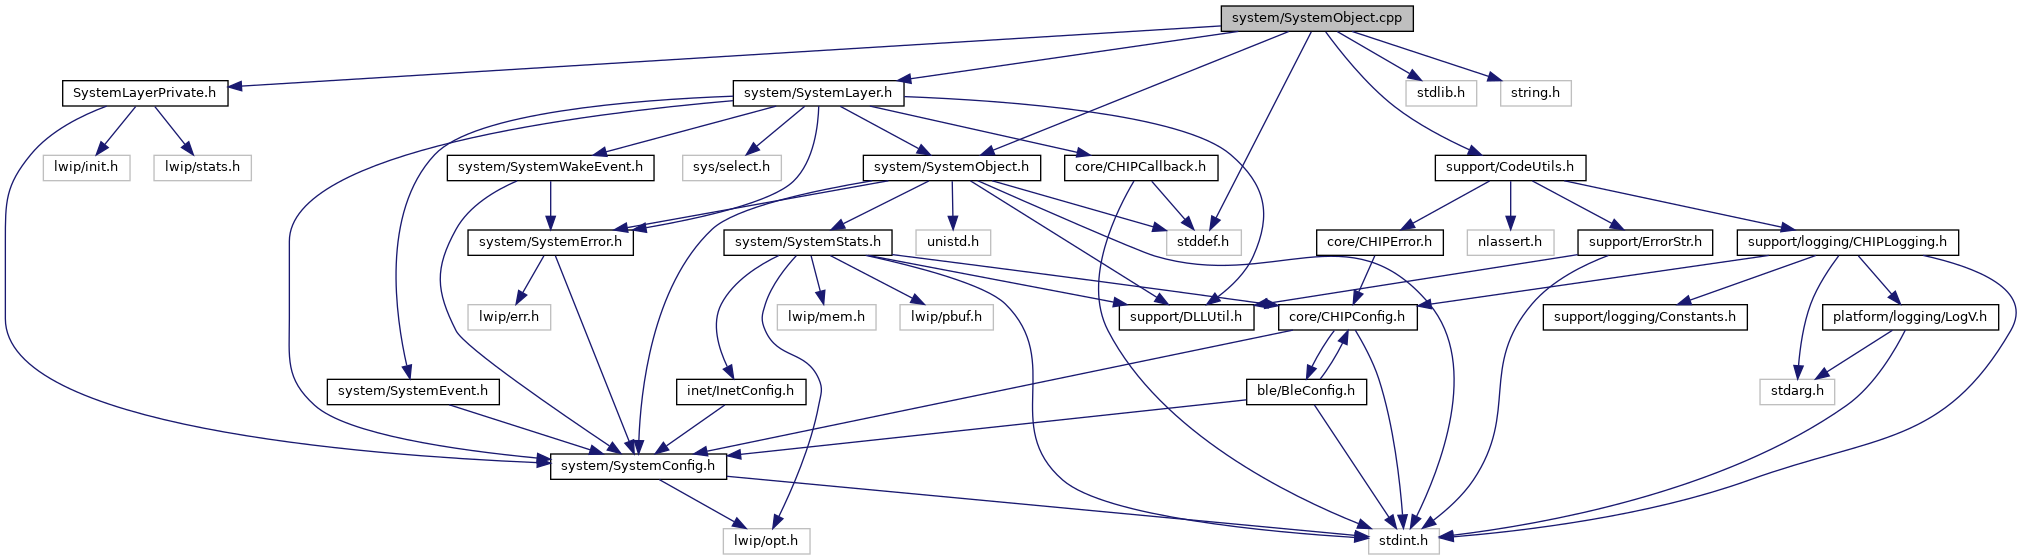 system/SystemObject.cpp
SystemLayerPrivate.h
system/SystemLayer.h
stdlib.h
string.h
lwip/init.h
lwip/stats.h
system/SystemWakeEvent.h
sys/select.h
system/SystemObject.h
core/CHIPCallback.h
support/CodeUtils.h
system/SystemError.h
system/SystemStats.h
unistd.h
stddef.h
core/CHIPError.h
nlassert.h
support/ErrorStr.h
support/logging/CHIPLogging.h
lwip/err.h
lwip/mem.h
lwip/pbuf.h
support/DLLUtil.h
core/CHIPConfig.h
support/logging/Constants.h
platform/logging/LogV.h
system/SystemEvent.h
inet/InetConfig.h
ble/BleConfig.h
stdarg.h
system/SystemConfig.h
lwip/opt.h
stdint.h